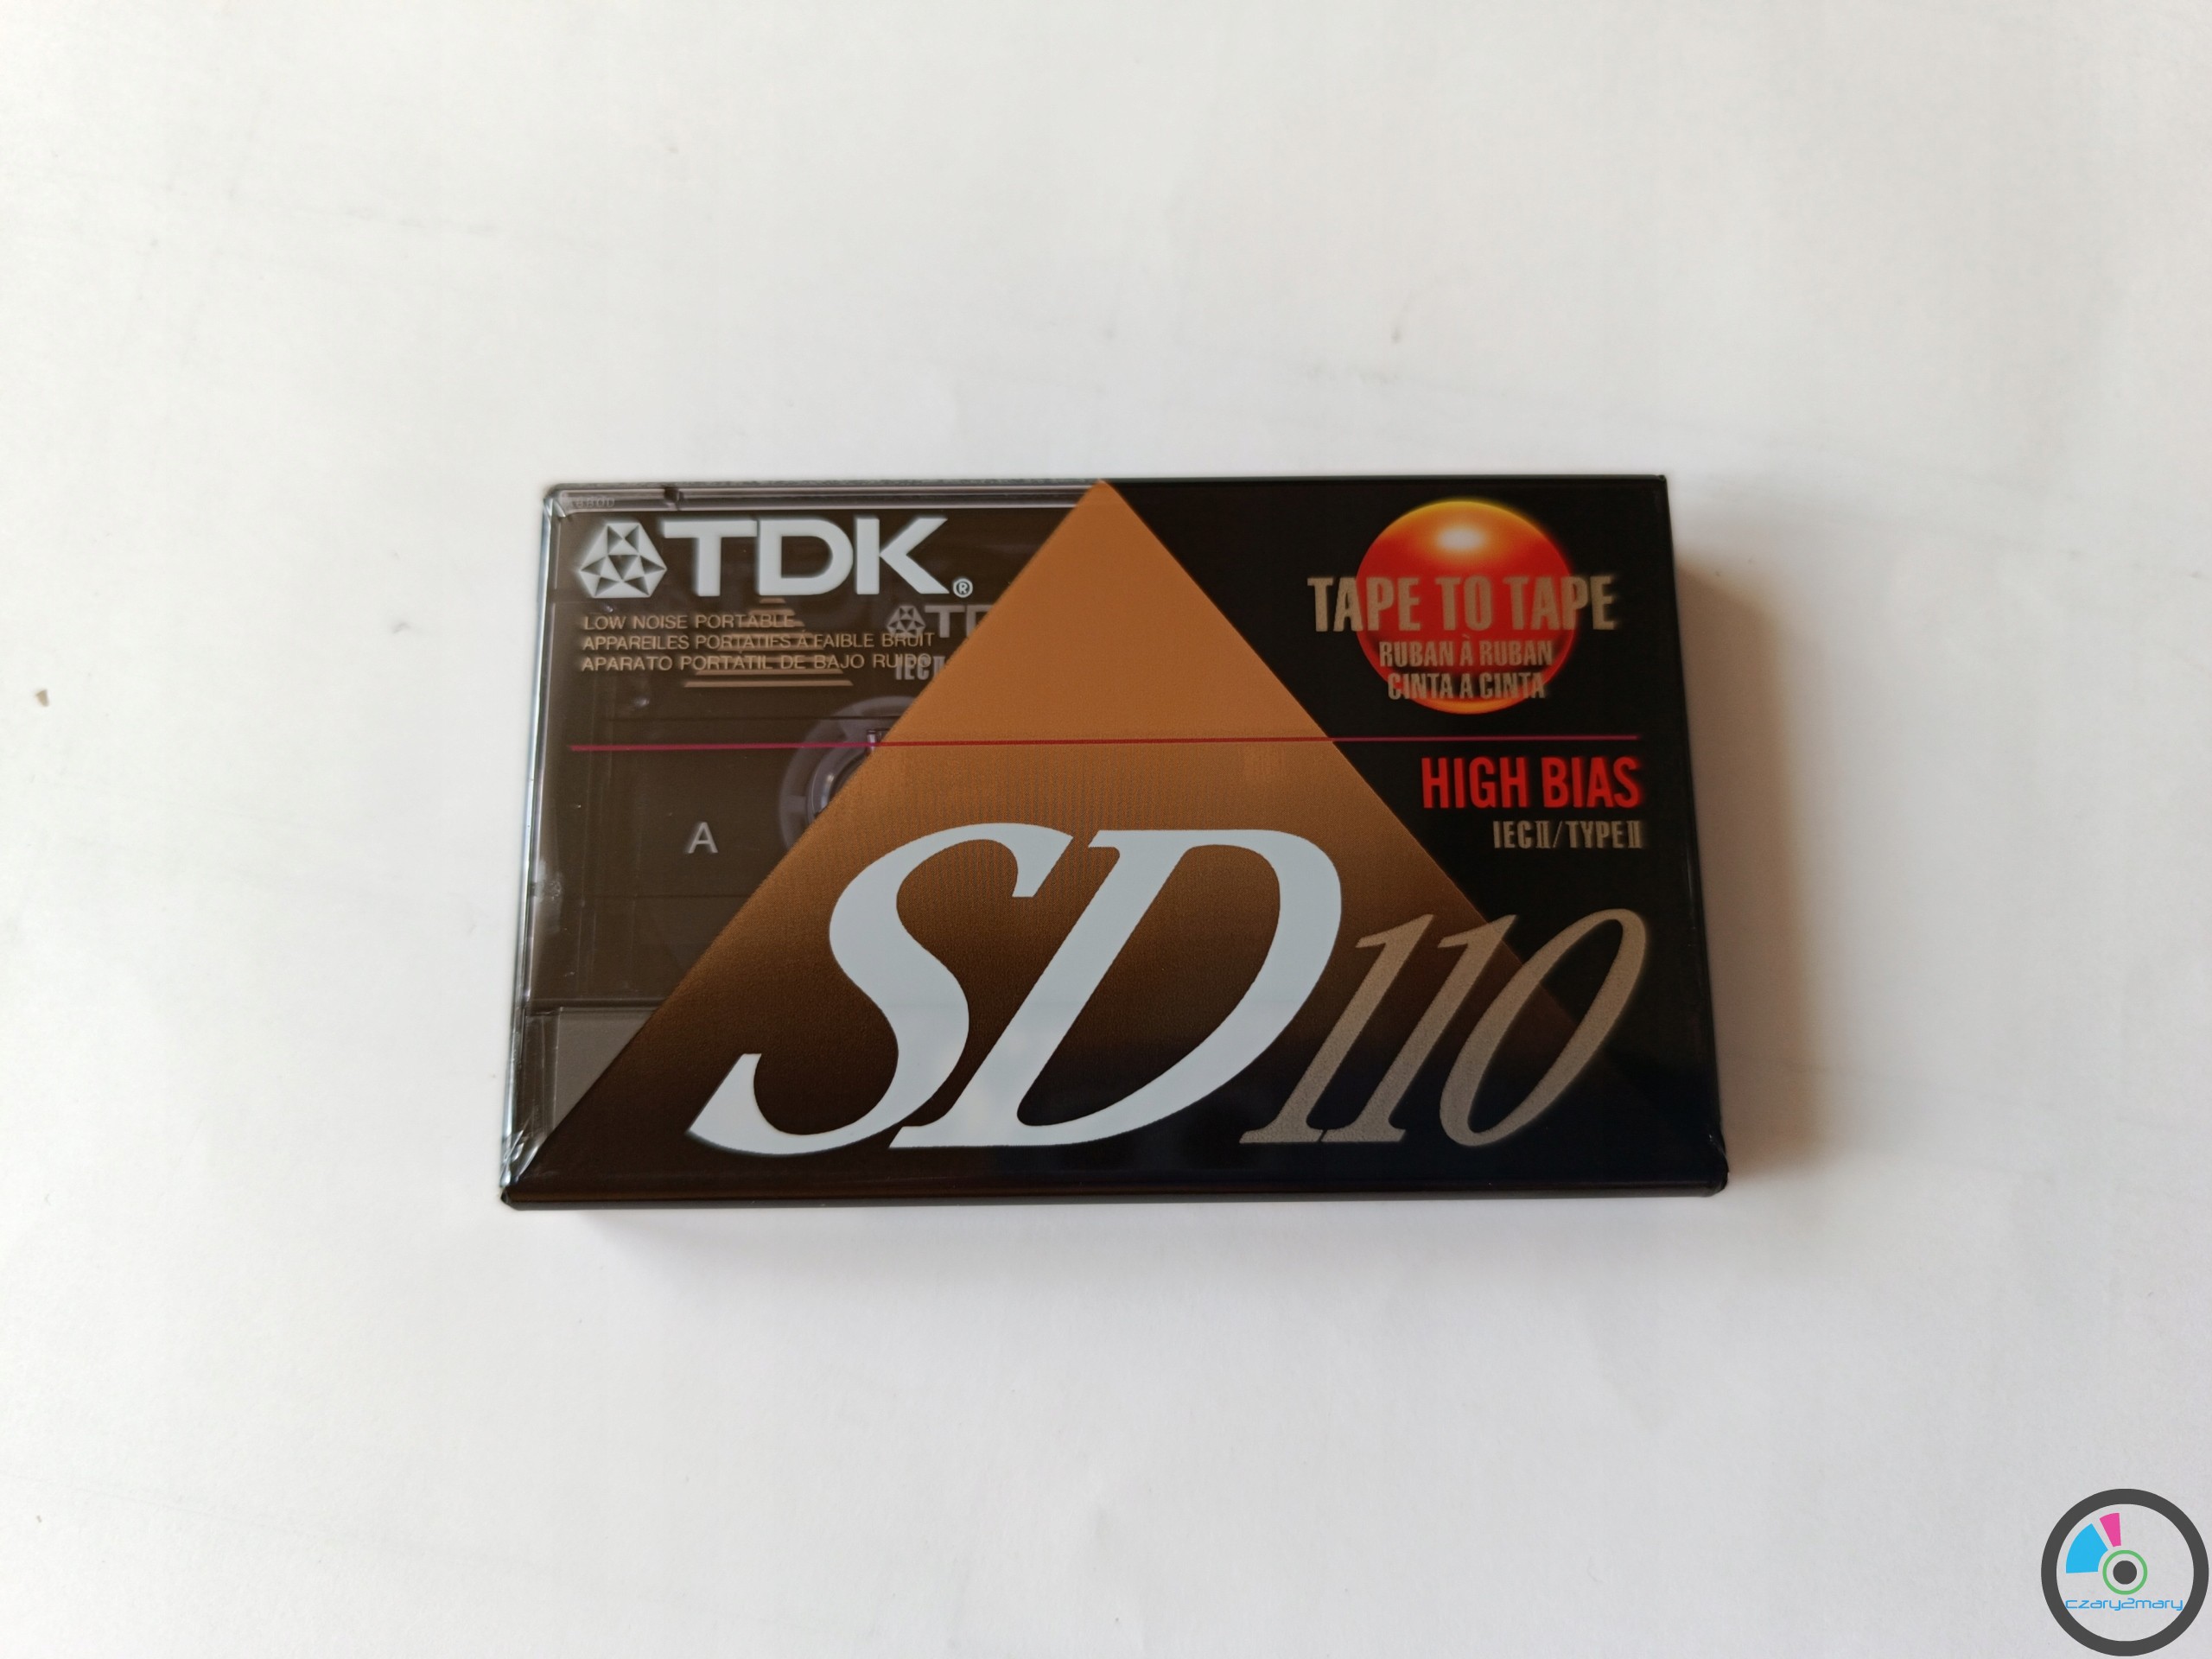 TDK®
LOW NOISE PORTABLE
APPAREILES PORTATIFS À FAIBLE BRUIT
APARATO PORTÁTIL DE BAJO RUIDO
A
TAPE TO TAPE
RUBAN À RUBAN
CINTA A CINTA
HIGH BIAS
IECII/TYPEII
SD110
czary2mary